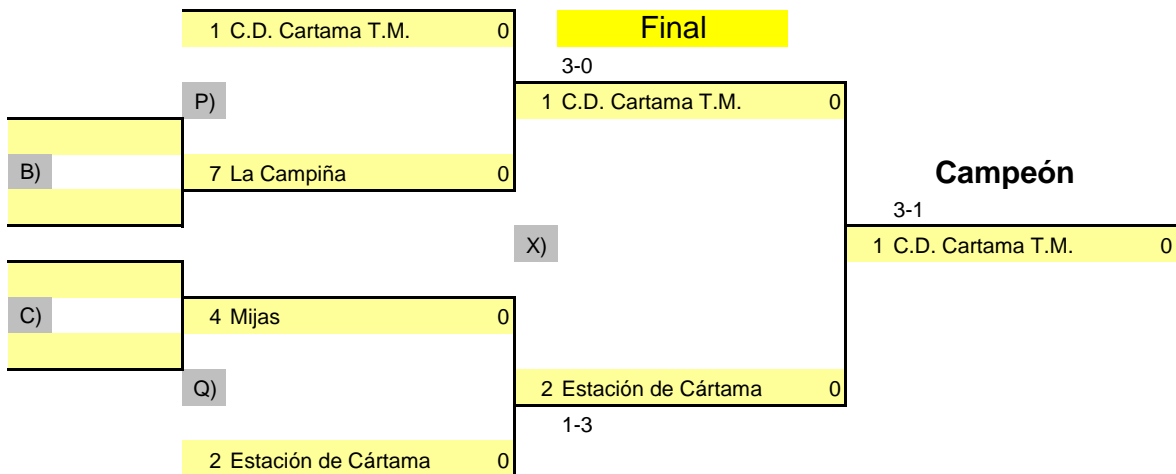 1 C.D. Cartama T.M. 0
Final
3-0
P)
1 C.D. Cartama T.M. 0
B)
7 La Campiña 0
Campeón
3-1
X)
1 C.D. Cartama T.M. 0
C)
4 Mijas 0
Q)
2 Estación de Cártama 0
1-3
2 Estación de Cártama 0